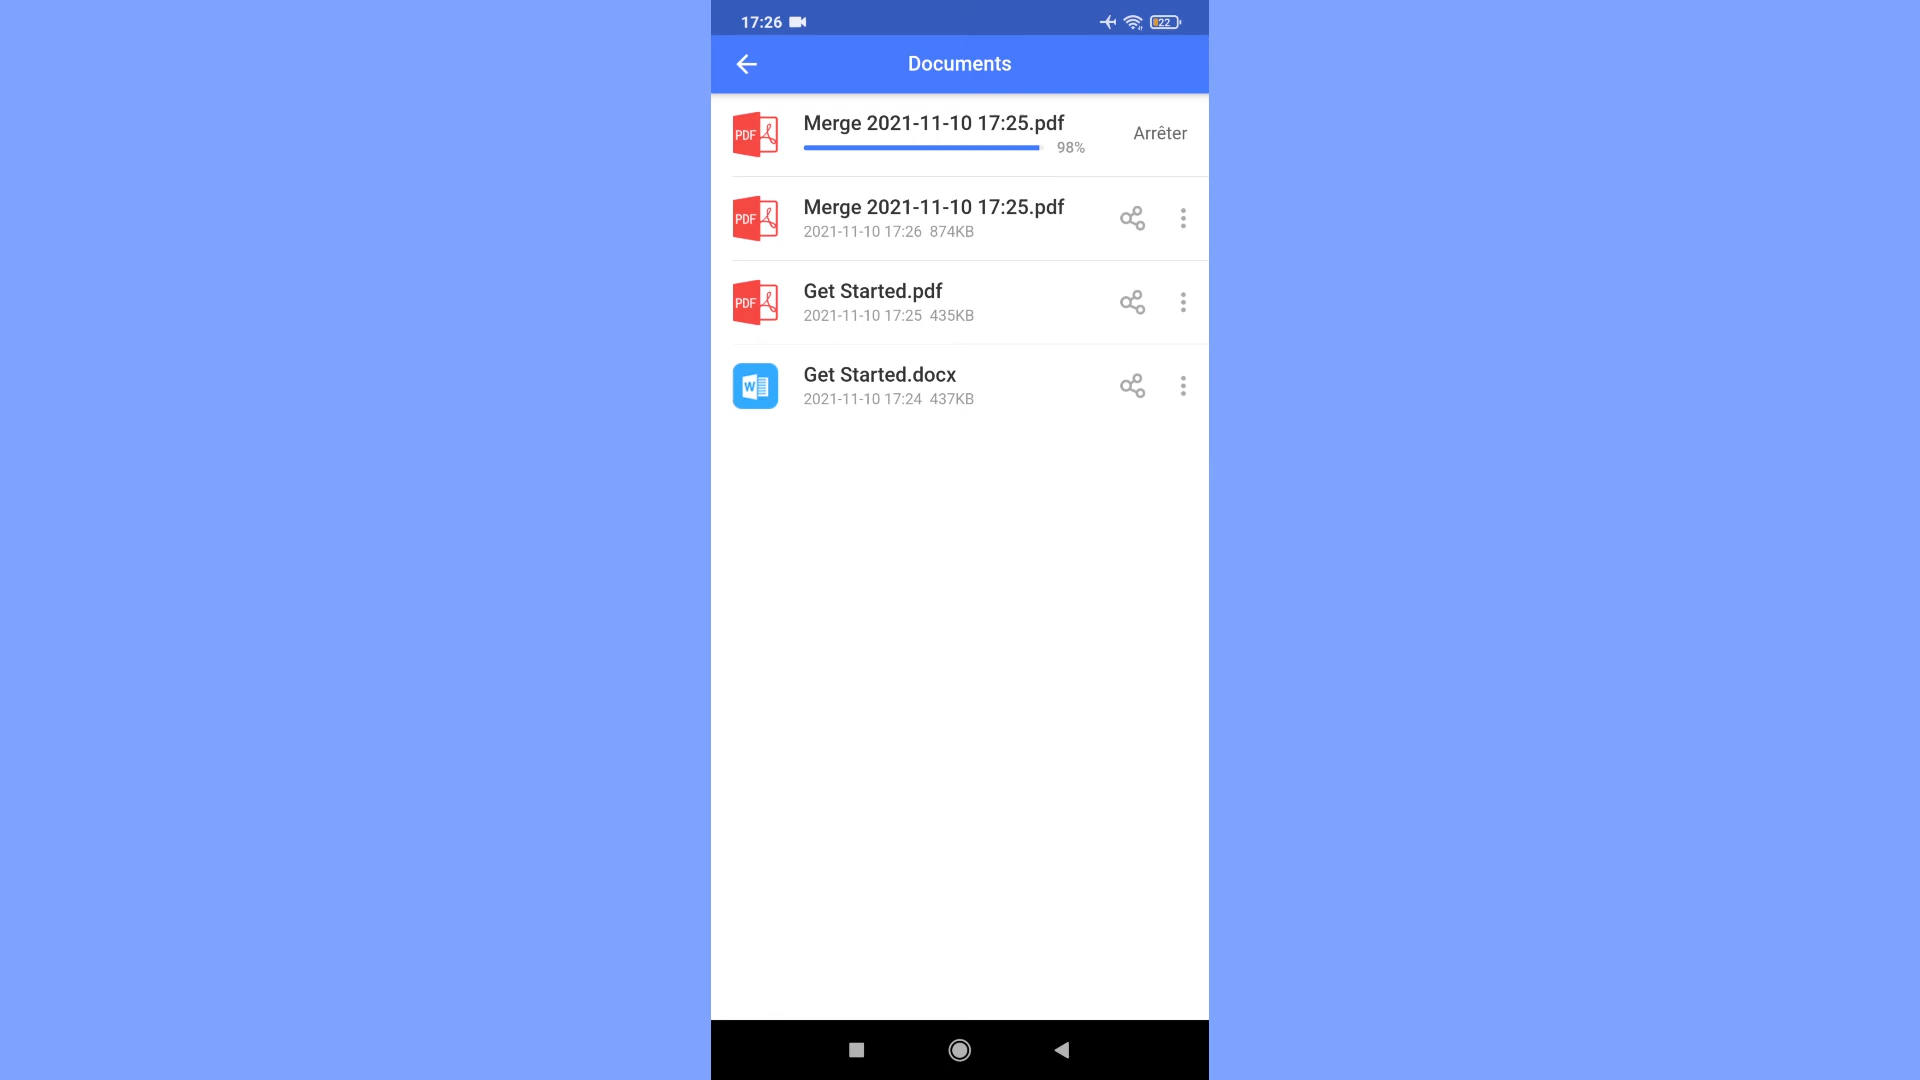 17:26
22
Documents
PDF
Merge 2021-11-10 17:25.pdf
98%
Arrêter
PDF
Merge 2021-11-10 17:25.pdf
2021-11-10 17:26 874KB
PDF
Get Started.pdf
2021-11-10 17:25 435KB
W
Get Started.docx
2021-11-10 17:24 437KB